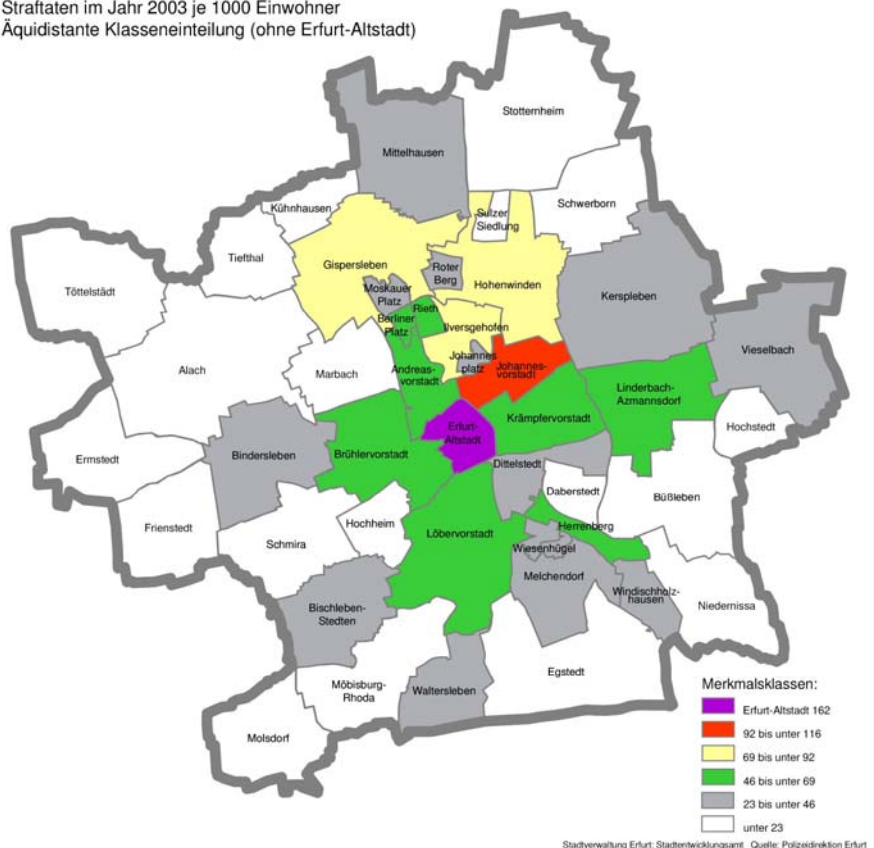 Straftaten im Jahr 2003 je 1000 Einwohner
Äquidistante Klasseneinteilung (ohne Erfurt-Altstadt)
Stotternheim
Mittelhausen
Schwerborn
Kühnhausen
Sulzer
Siedlung
Tiefthal
Gispersleben
Roter
Berg
Hohenwinden
Töttelstädt
Moskauer
Platz
Kerspleben
Rieth
Berliner
Platz
Ilversgehofen
Vieselbach
Johannes
platz
Johannes-
vorstadt
Alach
Marbach
Andreas-
vorstadt
Linderbach-
Azmannsdorf
Krämpfervorstadt
Hochstedt
Erfurt-
Altstadt
Ermstedt
Bindersleben
Brühlervorstadt
Dittelstedt
Daberstedt
Büßleben
Frienstedt
Hochheim
Herrenberg
Löbervorstadt
Schmira
Wiesenhügel
Melchendorf
Windischholz-
hausen
Niedernissa
Bischleben-
Stedten
Egstedt
Möbisburg-
Rhoda
Waltersleben
Molsdorf
Merkmalsklassen:
Erfurt-Altstadt 162
92 bis unter 116
69 bis unter 92
46 bis unter 69
23 bis unter 46
unter 23
Stadtverwaltung Erfurt: Stadtentwicklungsamt Quelle: Polizeidirektion Erfurt